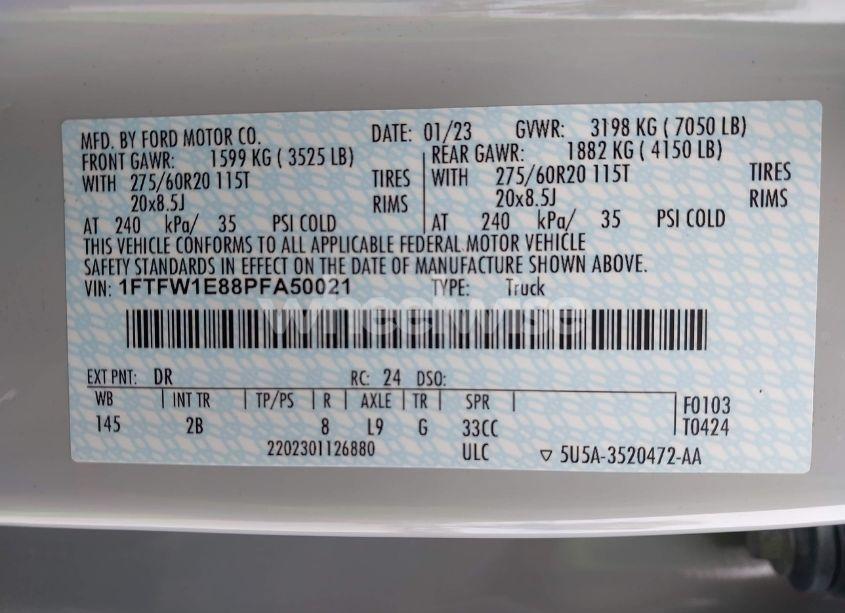 MFD. BY FORD MOTOR CO. DATE: 01/23 GVWR: 3198 KG ( 7050 LB)
FRONT GAWR: 1599 KG ( 3525 LB) REAR GAWR: 1882 KG ( 4150 LB)
WITH 275/60R20 115T TIRES WITH 275/60R20 115T TIRES
20x8.5J RIMS 20x8.5J RIMS
AT 240 kPa/ 35 PSI COLD AT 240 kPa/ 35 PSI COLD
THIS VEHICLE CONFORMS TO ALL APPLICABLE FEDERAL MOTOR VEHICLE
SAFETY STANDARDS IN EFFECT ON THE DATE OF MANUFACTURE SHOWN ABOVE.
VIN: 1FTFW1E88PFA50021 TYPE: Truck
wheelwise
EXT PNT: DR RC: 24 DSO:
WB INT TR TP/PS R AXLE TR SPR F0103
145 2B 8 L9 G 33CC T0424
2202301126880 ULC ▽ 5U5A-3520472-AA